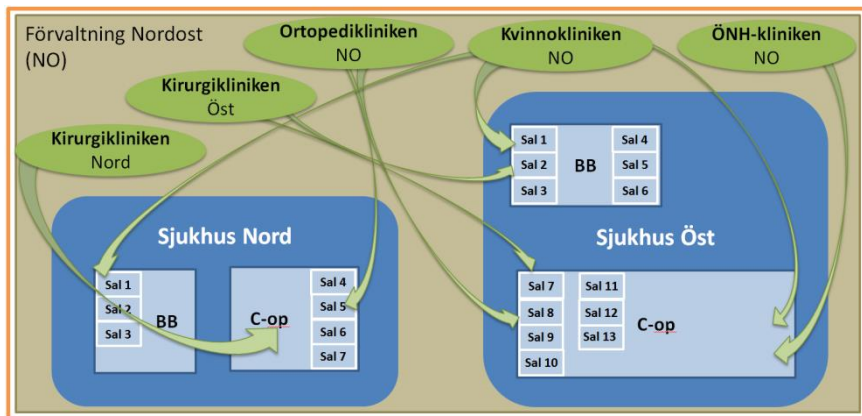 Förvaltning Nordost
(NO)
Ortopedikliniken
NO
Kvinnokliniken
NO
ÖNH-kliniken
NO
Kirurgikliniken
Öst
Kirurgikliniken
Nord
Sjukhus Nord
Sal 1
Sal 2
Sal 3
BB
C-op
Sal 4
Sal 5
Sal 6
Sal 7
Sal 1
Sal 2
Sal 3
BB
Sal 4
Sal 5
Sal 6
Sjukhus Öst
Sal 7
Sal 8
Sal 9
Sal 10
Sal 11
Sal 12
Sal 13
C-op